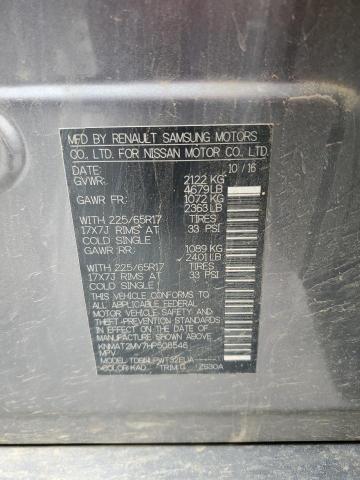 MFD BY RENAULT SAMSUNG MOTORS
CO., LTD. FOR NISSAN MOTOR CO., LTD.
DATE: 10/16
GVWR: 2122 KG
4679 LB
GAWR FR: 1072 KG
2363 LB
WITH 225/65R17 TIRES
17X7J RIMS AT 33 PSI
COLD SINGLE
GAWR RR: 1089 KG
2401 LB
WITH 225/65R17 TIRES
17X7J RIMS AT 33 PSI
COLD SINGLE
THIS VEHICLE CONFORMS TO ALL
APPLICABLE FEDERAL MOTOR
VEHICLE SAFETY, BUMPER, AND
THEFT PREVENTION STANDARDS IN
EFFECT ON THE DATE OF
MANUFACTURE SHOWN ABOVE.
KNMAT2MV7HP508546
MPV
MODEL
COLOR:KAD TRIM:G